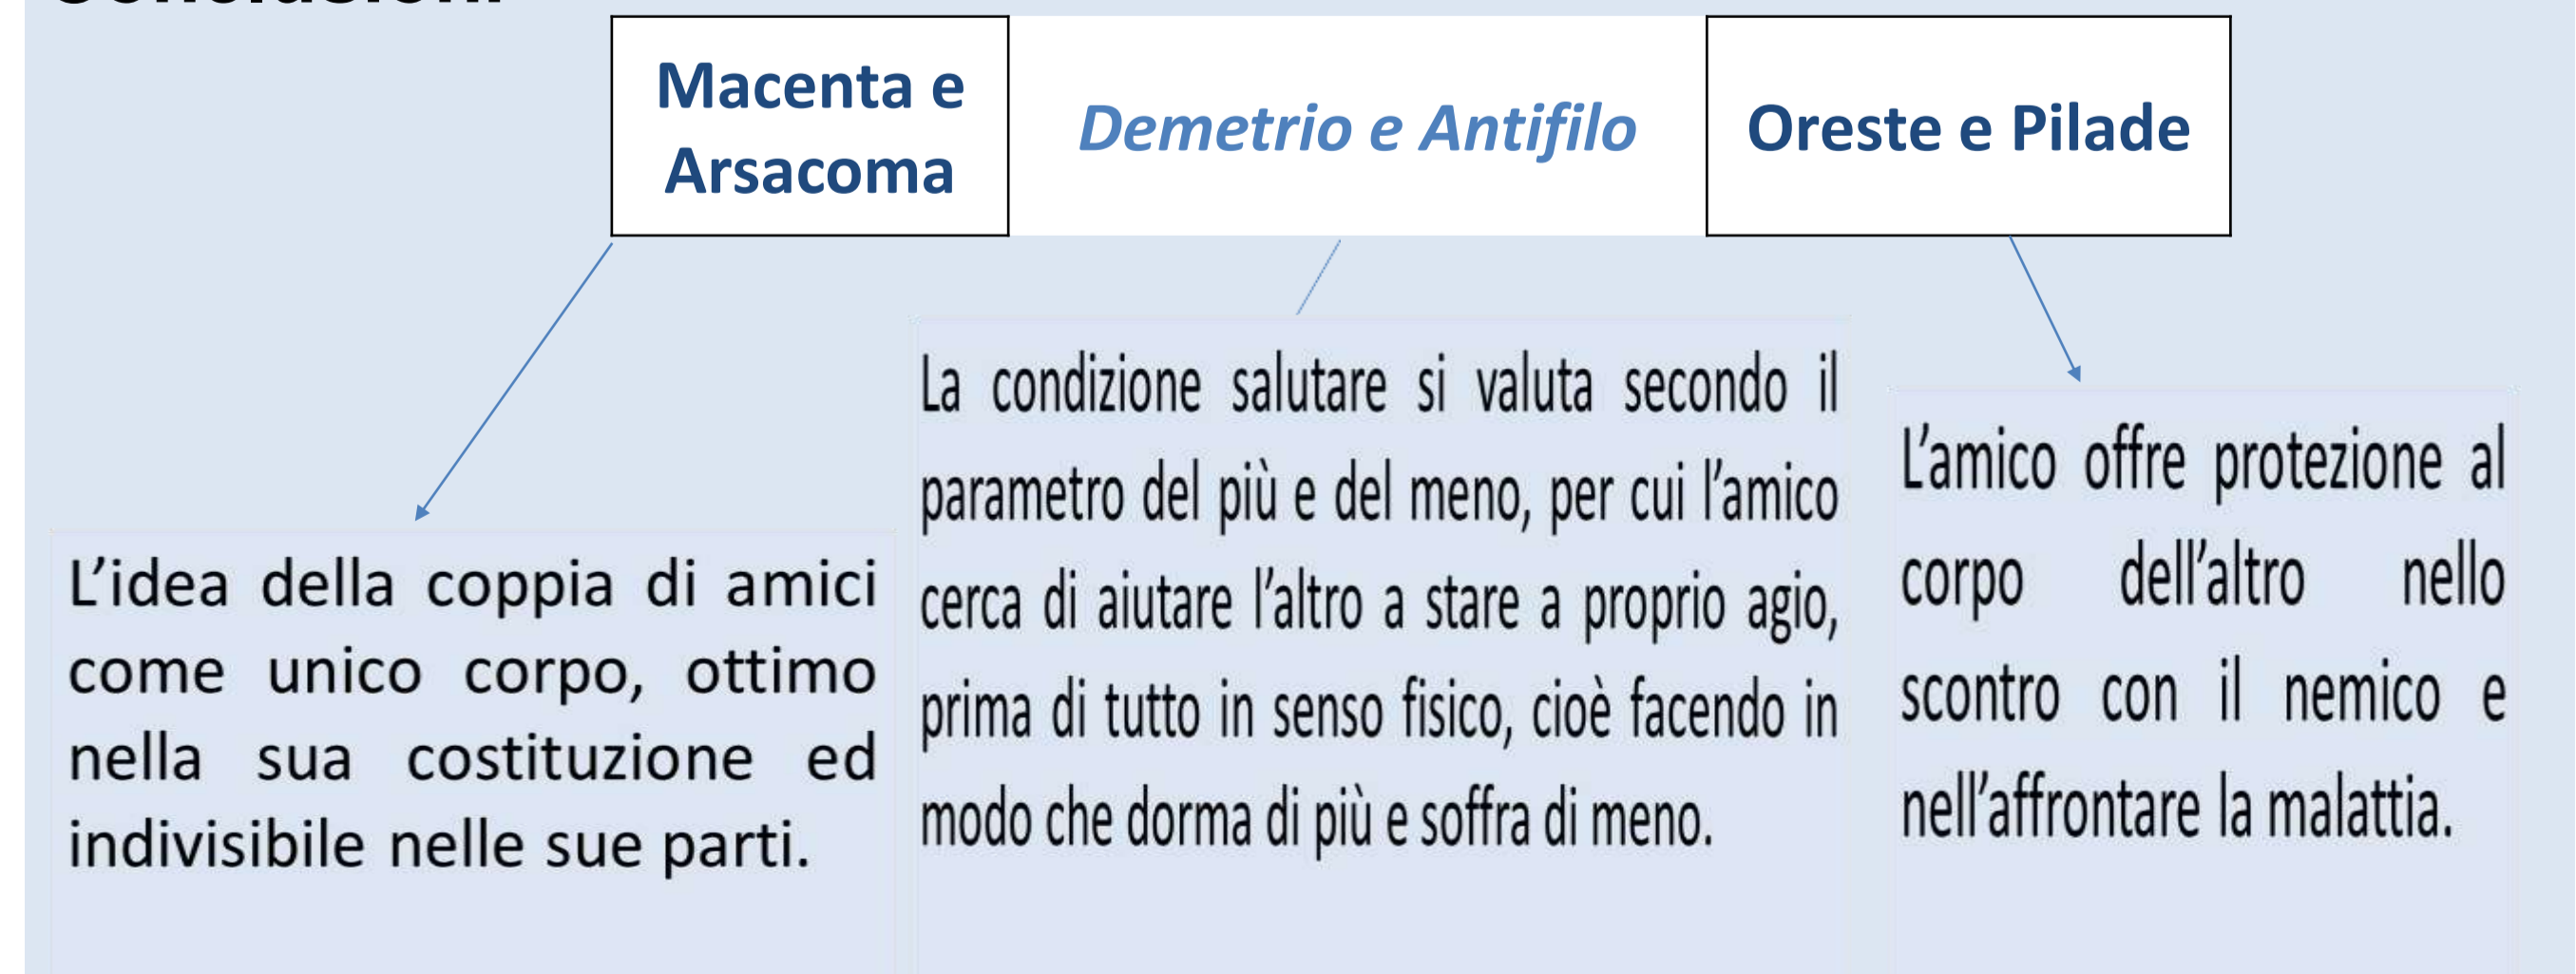 Macenta e
Arsacoma
Demetrio e Antifilo
Oreste e Pilade
L'idea della coppia di amici
come unico corpo, ottimo
nella sua costituzione ed
indivisibile nelle sue parti.
La condizione salutare si valuta secondo il
parametro del più e del meno, per cui l'amico
cerca di aiutare l'altro a stare a proprio agio,
prima di tutto in senso fisico, cioè facendo in
modo che dorma di più e soffra di meno.
L'amico offre protezione al
corpo dell'altro nello
scontro con il nemico e
nell'affrontare la malattia.